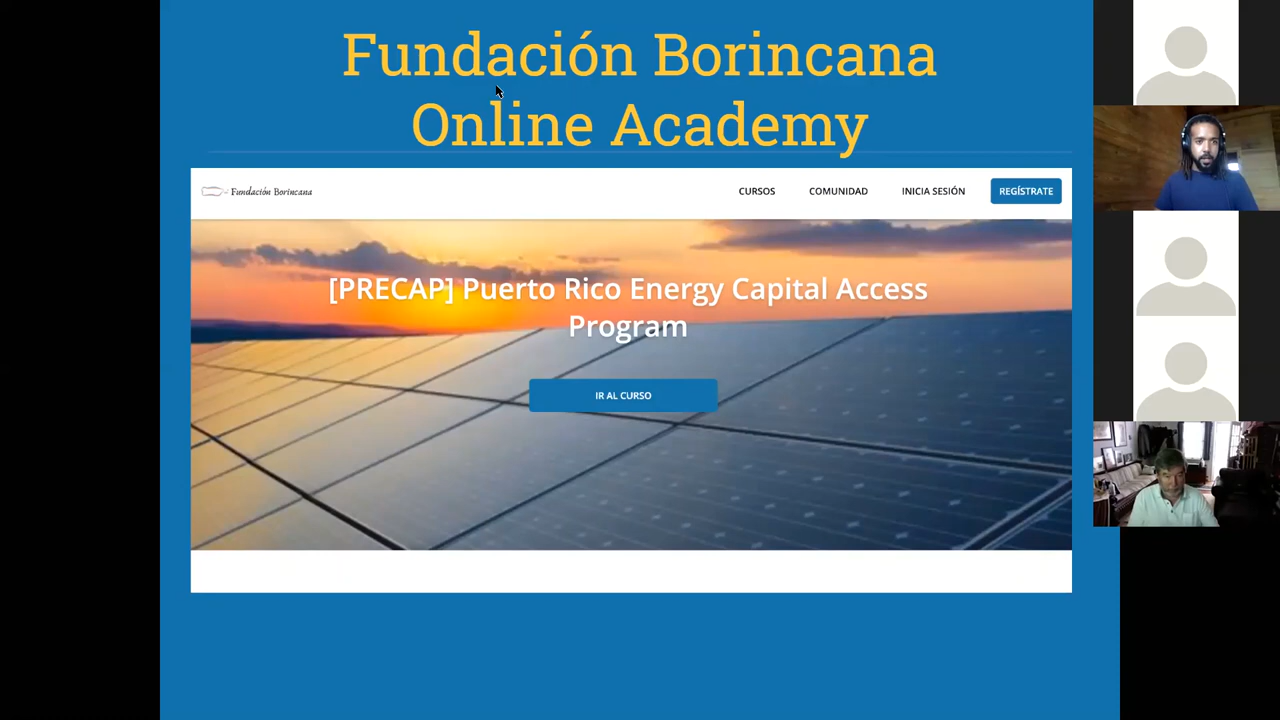 Fundación Borincana
Online Academy
Fundación Borincana
CURSOS COMUNIDAD INICIA SESIÓN REGÍSTRATE
[PRECAP] Puerto Rico Energy Capital Access
Program
IR AL CURSO